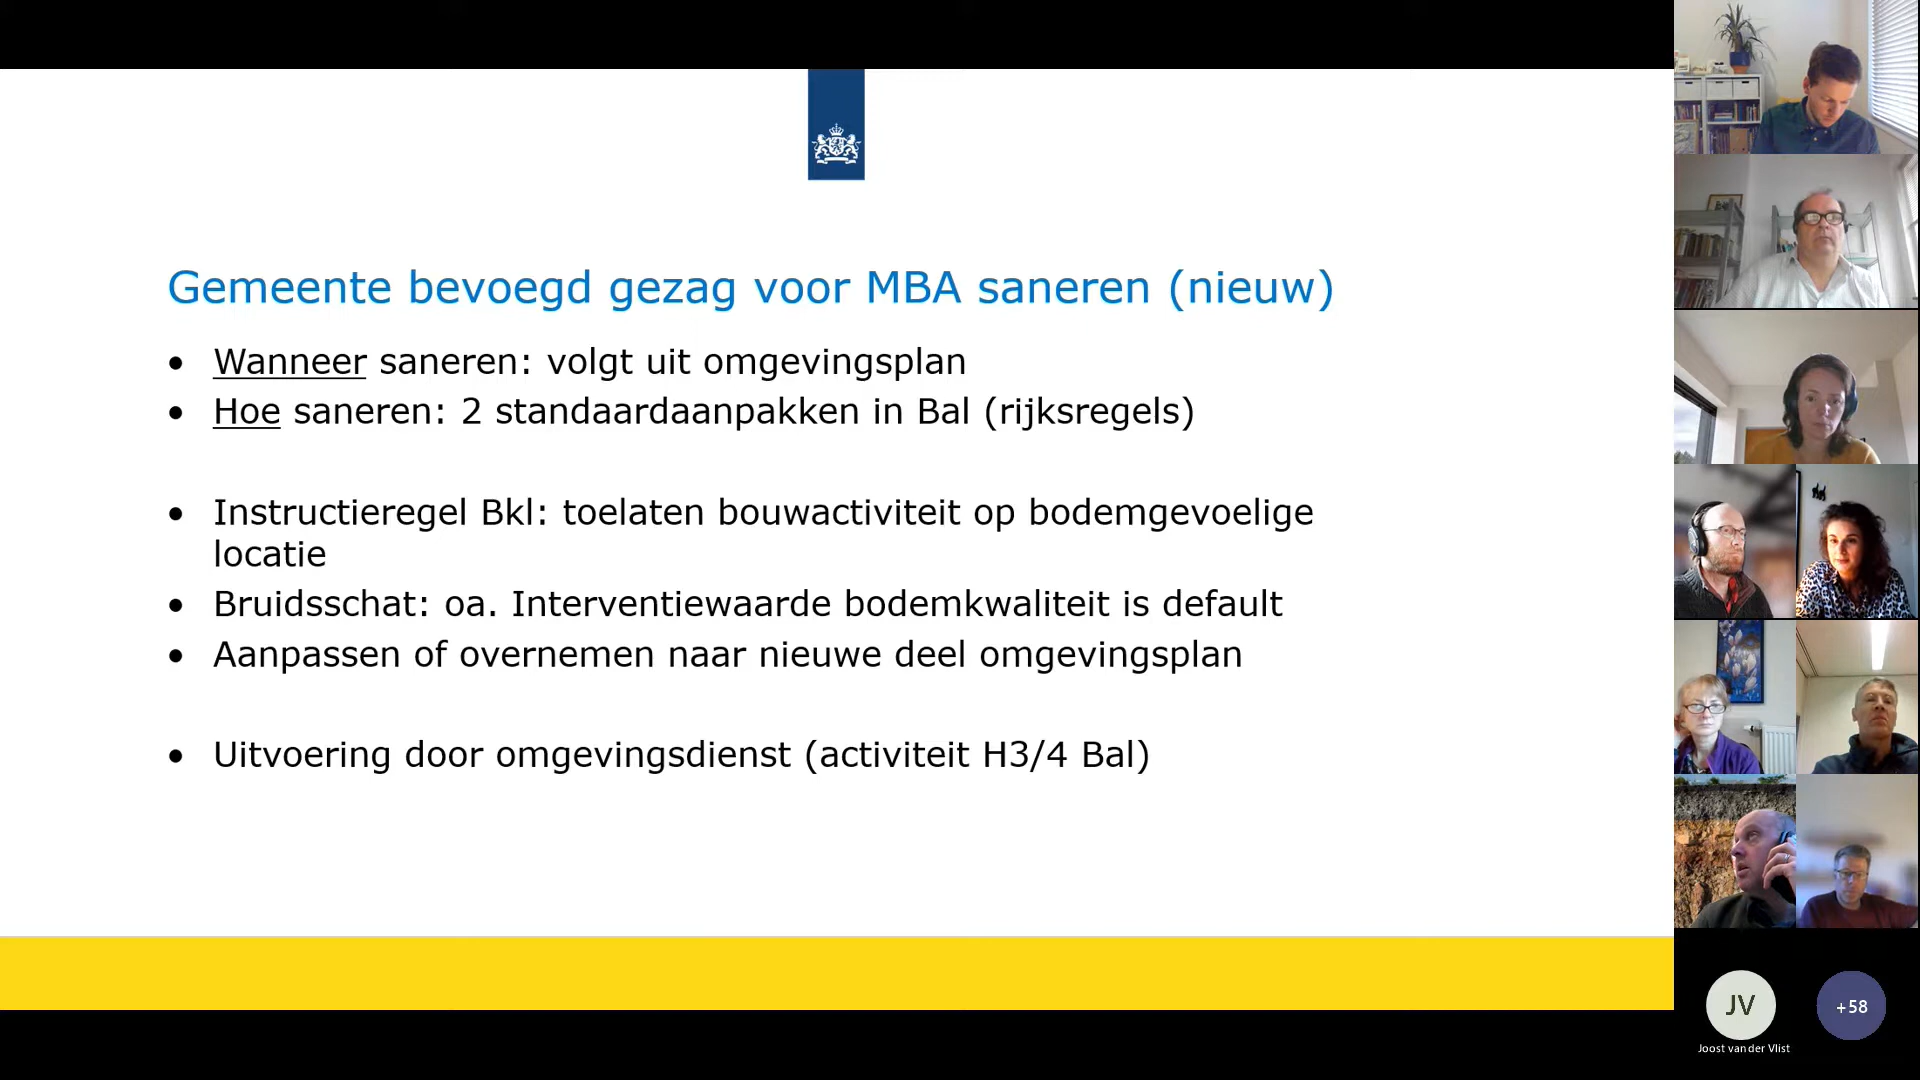 Gemeente bevoegd gezag voor MBA saneren (nieuw)
• Wanneer saneren: volgt uit omgevingsplan
• Hoe saneren: 2 standaardaanpakken in Bal (rijksregels)
• Instructieregel Bkl: toelaten bouwactiviteit op bodemgevoelige
locatie
• Bruidsschat: oa. Interventiewaarde bodemkwaliteit is default
• Aanpassen of overnemen naar nieuwe deel omgevingsplan
• Uitvoering door omgevingsdienst (activiteit H3/4 Bal)
JV
+58
Joost van der Vlist